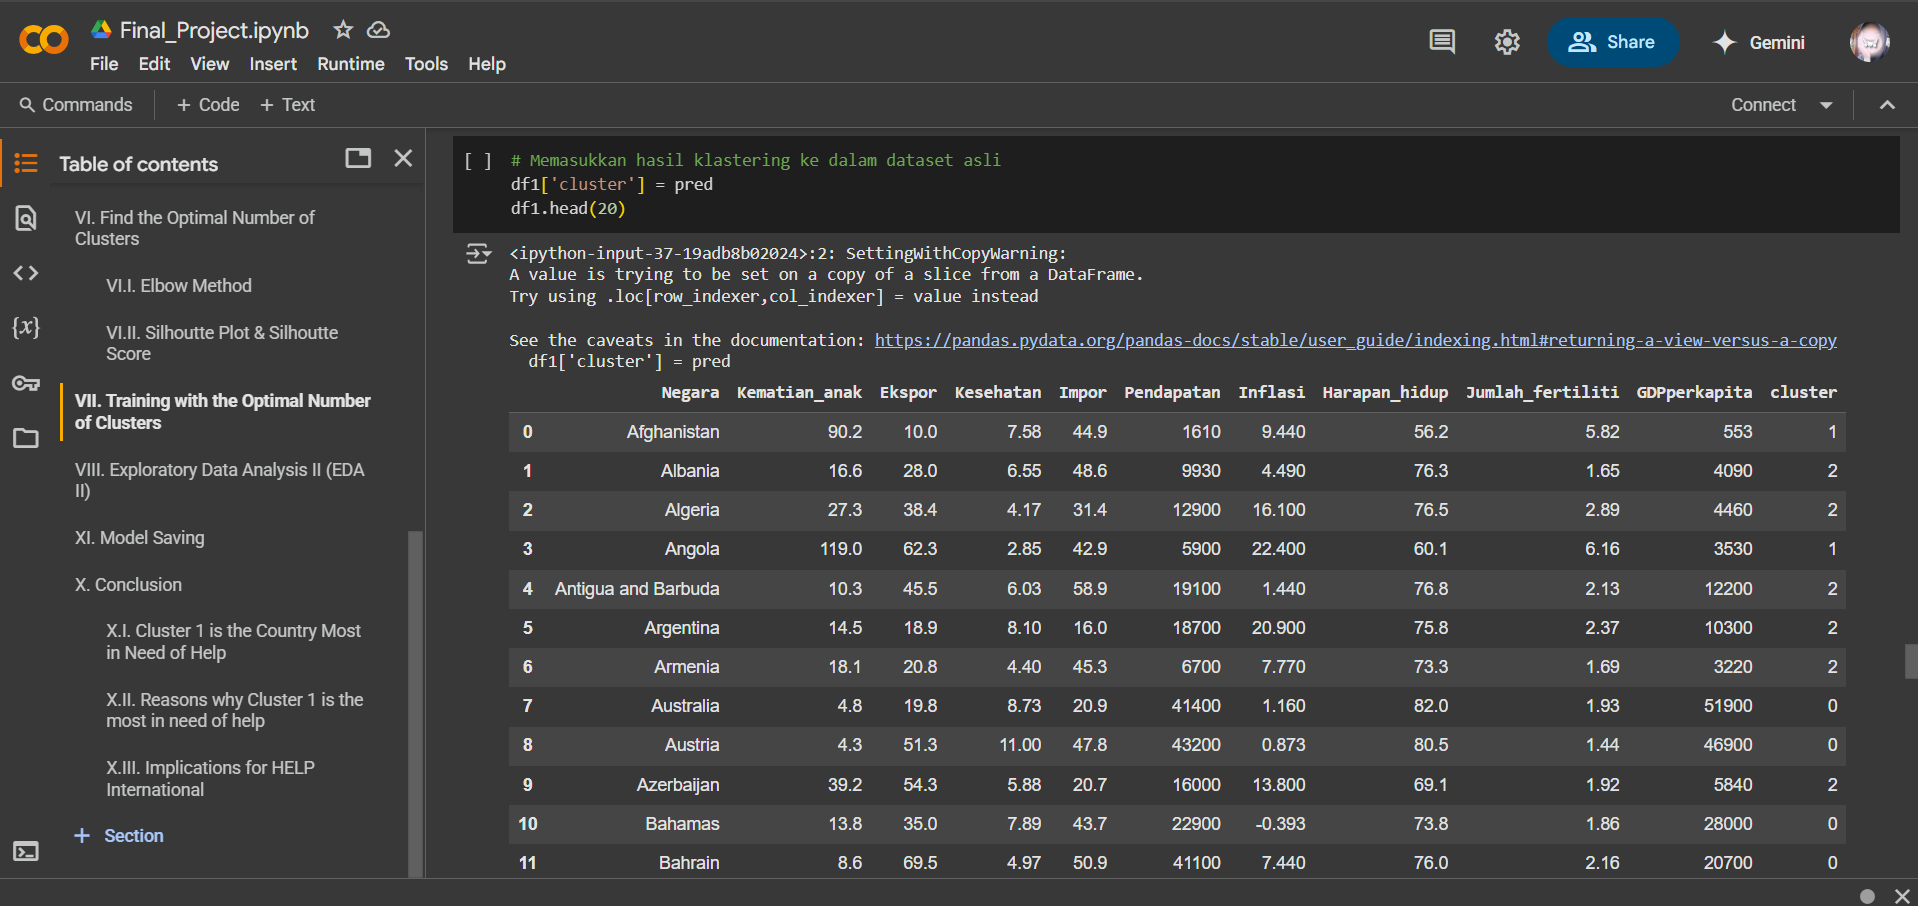 Final_Project.ipynb
File Edit View Insert Runtime Tools Help
Share
Gemini
Commands + Code + Text
Connect
Table of contents
VI. Find the Optimal Number of
Clusters
VI.I. Elbow Method
VI.II. Silhoutte Plot & Silhoutte
Score
VII. Training with the Optimal Number
of Clusters
VIII. Exploratory Data Analysis II (EDA
II)
XI. Model Saving
X. Conclusion
X.I. Cluster 1 is the Country Most
in Need of Help
X.II. Reasons why Cluster 1 is the
most in need of help
X.III. Implications for HELP
International
+ Section
[ ] # Memasukkan hasil klastering ke dalam dataset asli
df1['cluster'] = pred
df1.head(20)
<ipython-input-37-19adb8b02024>:2: SettingWithCopyWarning:
A value is trying to be set on a copy of a slice from a DataFrame.
Try using .loc[row_indexer,col_indexer] = value instead
See the caveats in the documentation: https://pandas.pydata.org/pandas-docs/stable/user_guide/indexing.html#returning-a-view-versus-a-copy
df1['cluster'] = pred
Negara Kematian_anak Ekspor Kesehatan Impor Pendapatan Inflasi Harapan_hidup Jumlah_fertiliti GDPperkapita cluster
0 Afghanistan 90.2 10.0 7.58 44.9 1610 9.440 56.2 5.82 553 1
1 Albania 16.6 28.0 6.55 48.6 9930 4.490 76.3 1.65 4090 2
2 Algeria 27.3 38.4 4.17 31.4 12900 16.100 76.5 2.89 4460 2
3 Angola 119.0 62.3 2.85 42.9 5900 22.400 60.1 6.16 3530 1
4 Antigua and Barbuda 10.3 45.5 6.03 58.9 19100 1.440 76.8 2.13 12200 2
5 Argentina 14.5 18.9 8.10 16.0 18700 20.900 75.8 2.37 10300 2
6 Armenia 18.1 20.8 4.40 45.3 6700 7.770 73.3 1.69 3220 2
7 Australia 4.8 19.8 8.73 20.9 41400 1.160 82.0 1.93 51900 0
8 Austria 4.3 51.3 11.00 47.8 43200 0.873 80.5 1.44 46900 0
9 Azerbaijan 39.2 54.3 5.88 20.7 16000 13.800 69.1 1.92 5840 2
10 Bahamas 13.8 35.0 7.89 43.7 22900 -0.393 73.8 1.86 28000 0
11 Bahrain 8.6 69.5 4.97 50.9 41100 7.440 76.0 2.16 20700 0